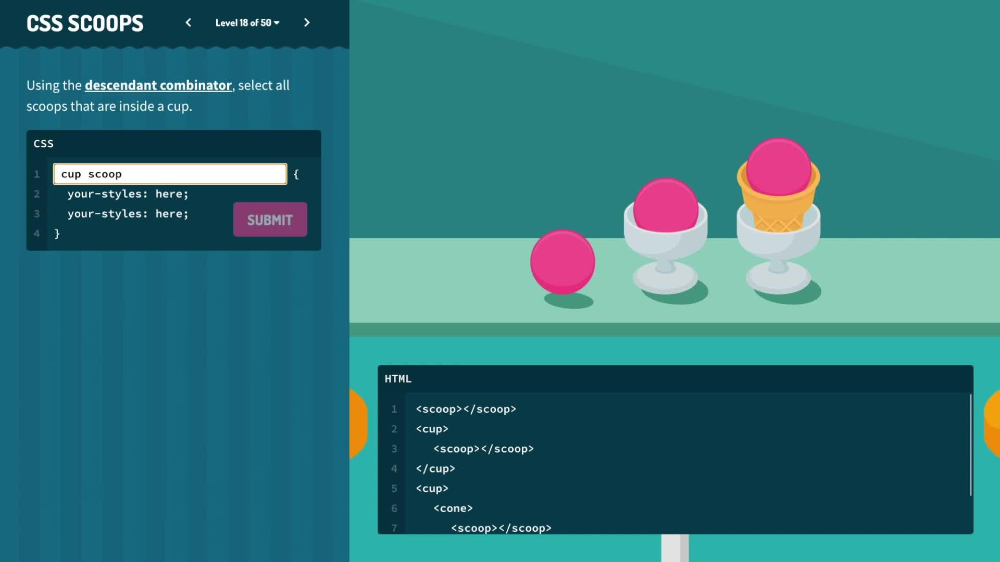 CSS SCOOPS
Level 18 of 50
Using the descendant combinator, select all
scoops that are inside a cup.
CSS
1 cup scoop {
2 your-styles: here;
3 your-styles: here;
4 }
SUBMIT
HTML
1 <scoop></scoop>
2 <cup>
3 <scoop></scoop>
4 </cup>
5 <cup>
6 <cone>
7 <scoop></scoop>